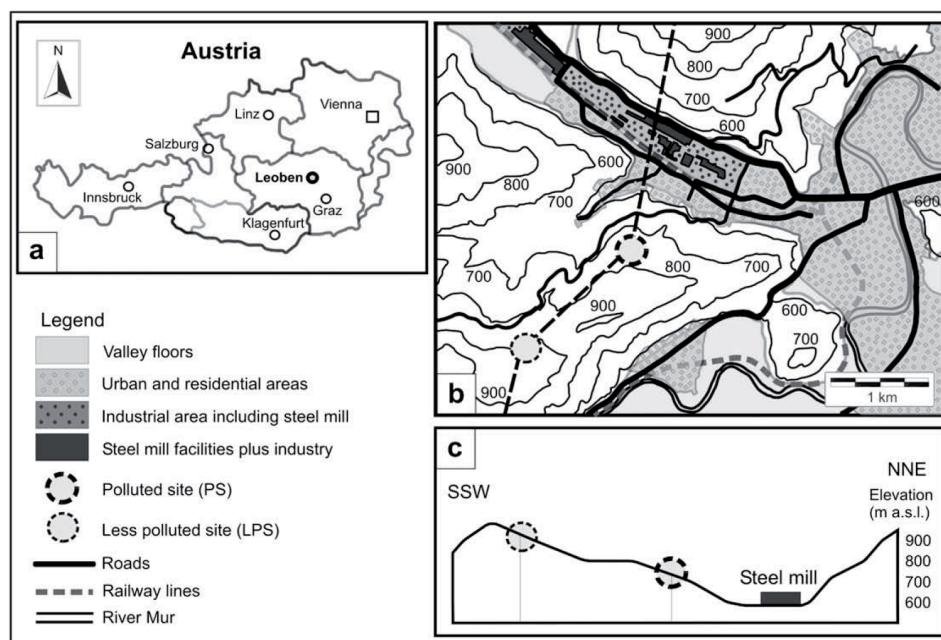 N
Austria
Linz
Vienna
Salzburg
Leoben
Innsbruck
Graz
Klagenfurt
a
Legend
Valley floors
Urban and residential areas
Industrial area including steel mill
Steel mill facilities plus industry
Polluted site (PS)
Less polluted site (LPS)
Roads
Railway lines
River Mur
900
800
700
600
900
800
600
700
600
700
800
700
900
600
700
900
1 km
b
c
SSW
NNE
Elevation
(m a.s.l.)
Steel mill
900
800
700
600